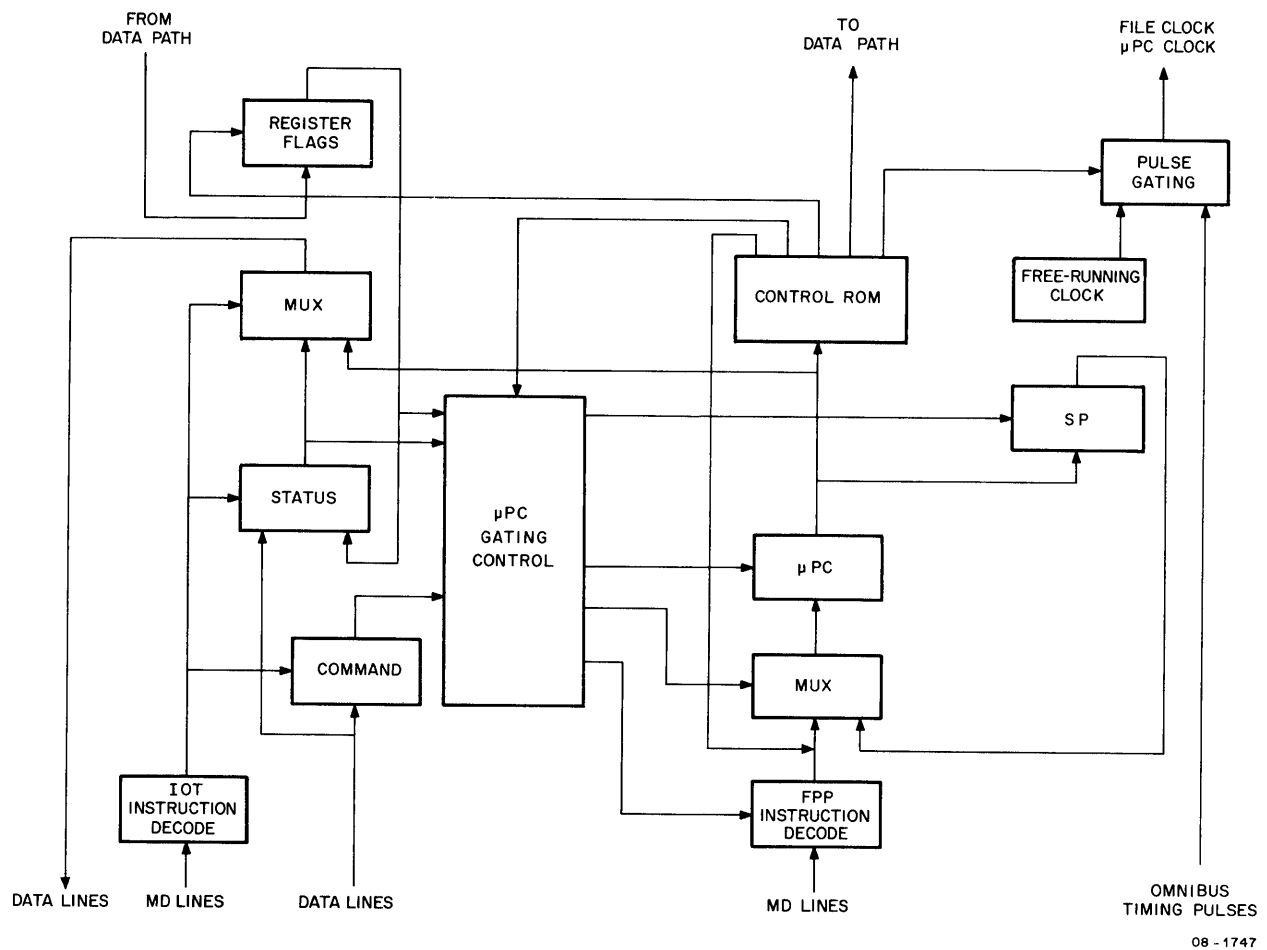 FROM
DATA PATH
TO
DATA PATH
FILE CLOCK
µPC CLOCK
REGISTER
FLAGS
PULSE
GATING
MUX
CONTROL ROM
FREE-RUNNING
CLOCK
SP
STATUS
µPC
GATING
CONTROL
µPC
COMMAND
MUX
IOT
INSTRUCTION
DECODE
FPP
INSTRUCTION
DECODE
DATA LINES
MD LINES
DATA LINES
MD LINES
OMNIBUS
TIMING PULSES
08-1747